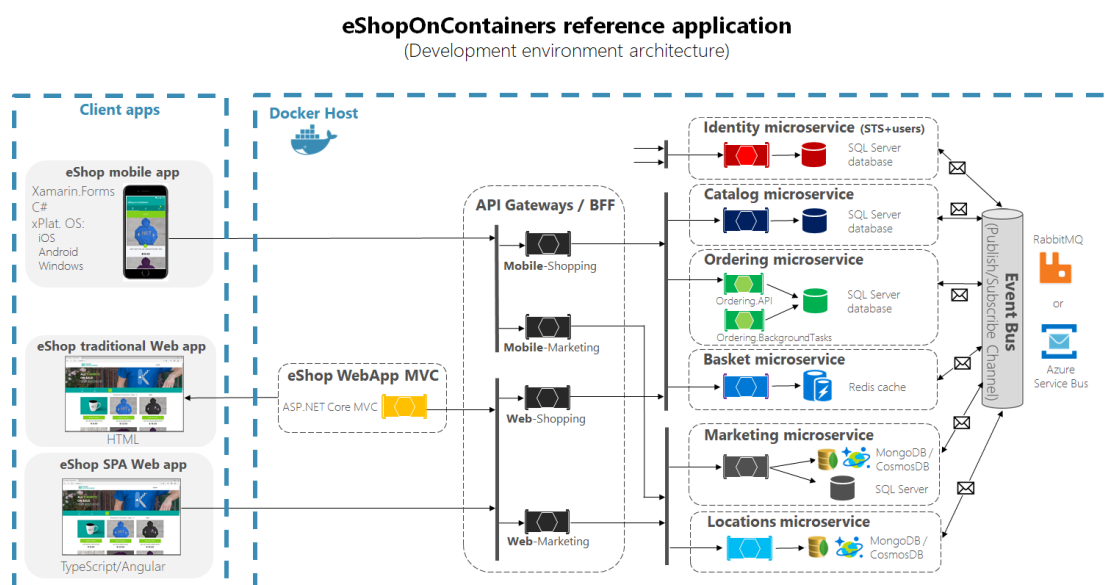 eShopOnContainers reference application
(Development environment architecture)
Client apps
eShop mobile app
Xamarin.Forms
C#
xPlat. OS:
iOS
Android
Windows
eShop traditional Web app
HTML
eShop SPA Web app
TypeScript/Angular
Docker Host
eShop WebApp MVC
ASP.NET Core MVC
API Gateways / BFF
Mobile-Shopping
Mobile-Marketing
Web-Shopping
Web-Marketing
Identity microservice (STS+users)
SQL Server
database
Catalog microservice
SQL Server
database
Ordering microservice
Ordering.API
SQL Server
database
Ordering.BackgroundTasks
Basket microservice
Redis cache
Marketing microservice
MongoDB /
CosmosDB
SQL Server
Locations microservice
MongoDB /
CosmosDB
Event Bus
(Publish/Subscribe Channel)
RabbitMQ
or
Azure
Service Bus